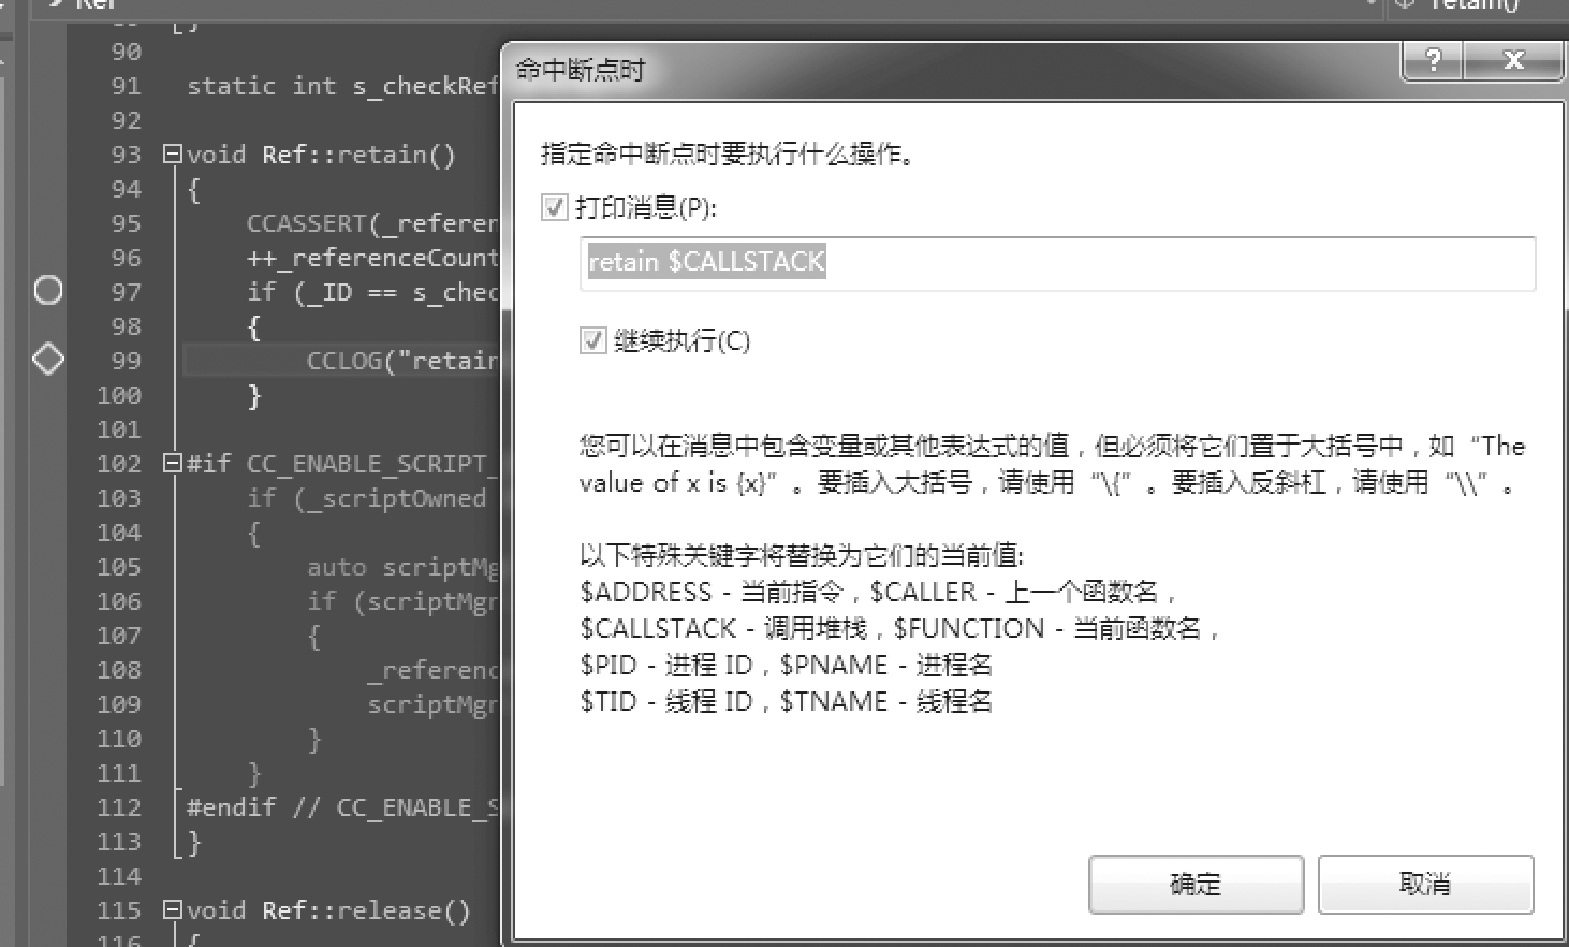 Ref
retain()
90
91 static int s_checkRef
92
93 void Ref::retain()
94 {
95 CCASSERT(_referen
96 ++_referenceCount
97 if (_ID == s_chec
98 {
99 CCLOG("retain
100 }
101
102 #if CC_ENABLE_SCRIPT_
103 if (_scriptOwned
104 {
105 auto scriptMg
106 if (scriptMgr
107 {
108 _referenc
109 scriptMgr
110 }
111 }
112 #endif // CC_ENABLE_S
113 }
114
115 void Ref::release()
116 {
命中断点时
指定命中断点时要执行什么操作。
打印消息(P):
retain $CALLSTACK
继续执行(C)
您可以在消息中包含变量或其他表达式的值，但必须将它们置于大括号中，如“The
value of x is {x}”。要插入大括号，请使用“\{”。要插入反斜杠，请使用“\\”。
以下特殊关键字将替换为它们的当前值:
$ADDRESS - 当前指令，$CALLER - 上一个函数名，
$CALLSTACK - 调用堆栈，$FUNCTION - 当前函数名，
$PID - 进程 ID，$PNAME - 进程名
$TID - 线程 ID，$TNAME - 线程名
确定
取消